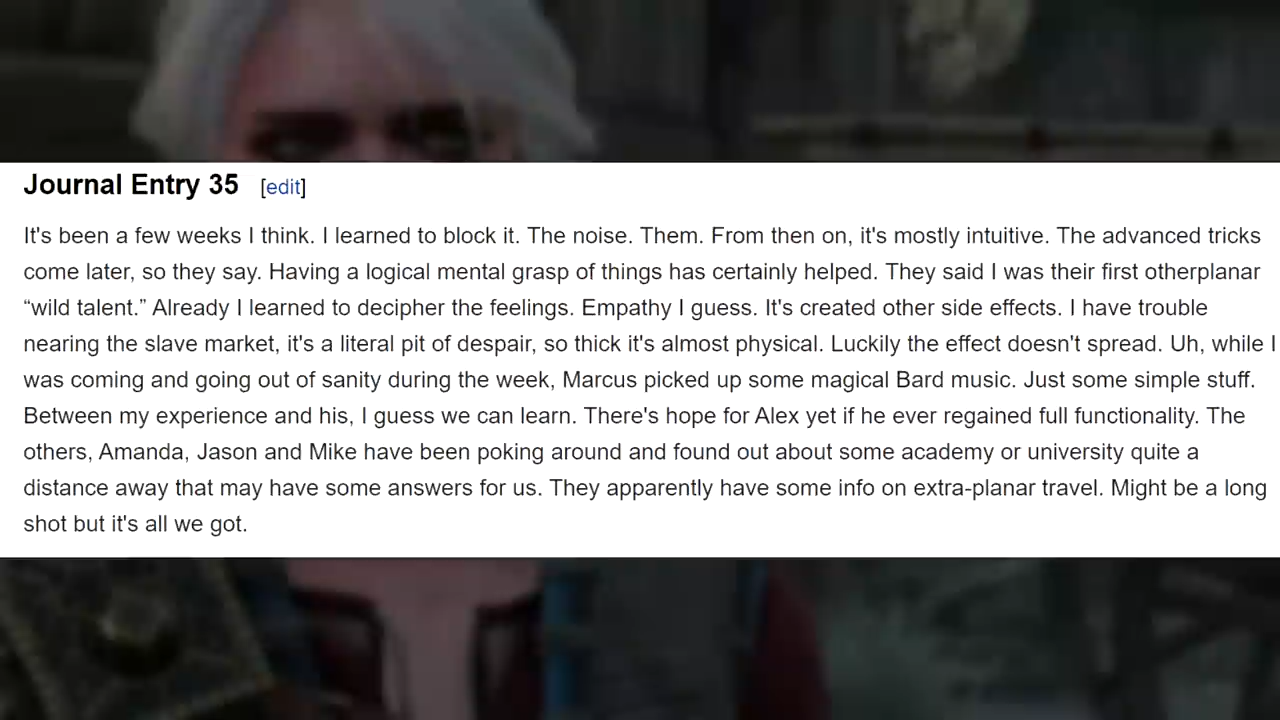 Journal Entry 35 [edit]
It's been a few weeks I think. I learned to block it. The noise. Them. From then on, it's mostly intuitive. The advanced tricks
come later, so they say. Having a logical mental grasp of things has certainly helped. They said I was their first otherplanar
“wild talent.” Already I learned to decipher the feelings. Empathy I guess. It's created other side effects. I have trouble
nearing the slave market, it's a literal pit of despair, so thick it's almost physical. Luckily the effect doesn't spread. Uh, while I
was coming and going out of sanity during the week, Marcus picked up some magical Bard music. Just some simple stuff.
Between my experience and his, I guess we can learn. There's hope for Alex yet if he ever regained full functionality. The
others, Amanda, Jason and Mike have been poking around and found out about some academy or university quite a
distance away that may have some answers for us. They apparently have some info on extra-planar travel. Might be a long
shot but it's all we got.